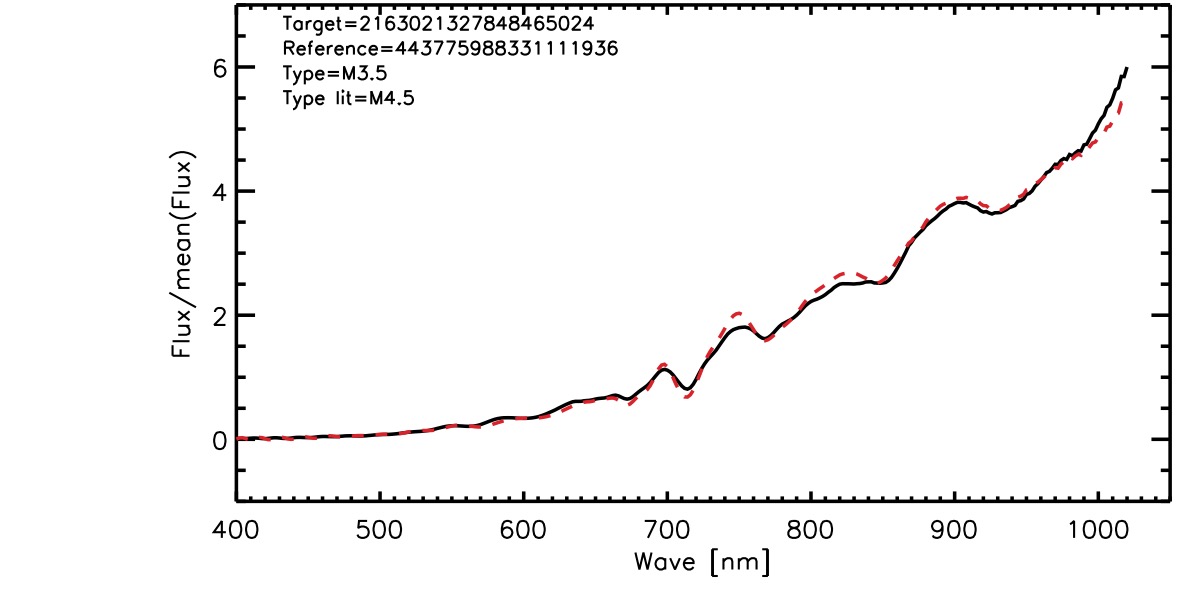 Target=2163021327848465024
Reference=443775988331111936
Type=M3.5
Type lit=M4.5
6
4
2
0
Flux/mean(Flux)
400 500 600 700 800 900 1000
Wave [nm]